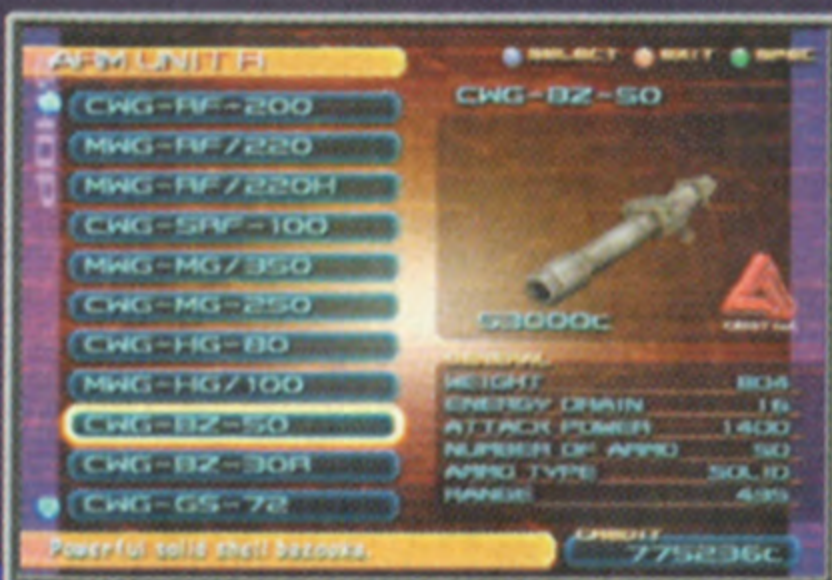 ARM UNIT R
SELECT EXIT SPEC
SHOP
CWG-RF-200
MWG-RF/220
MWG-RF/220H
CWG-SRF-100
MWG-MG/350
CWG-MG-250
CWG-HG-80
MWG-HG/100
CWG-BZ-50
CWG-BZ-30R
CWG-GS-72
Powerful solid shell bazooka.
CWG-BZ-50
53000C
GENERAL
WEIGHT 804
ENERGY DRAIN 16
ATTACK POWER 1400
NUMBER OF AMMO 50
AMMO TYPE SOLID
RANGE 495
CREDIT
775236C